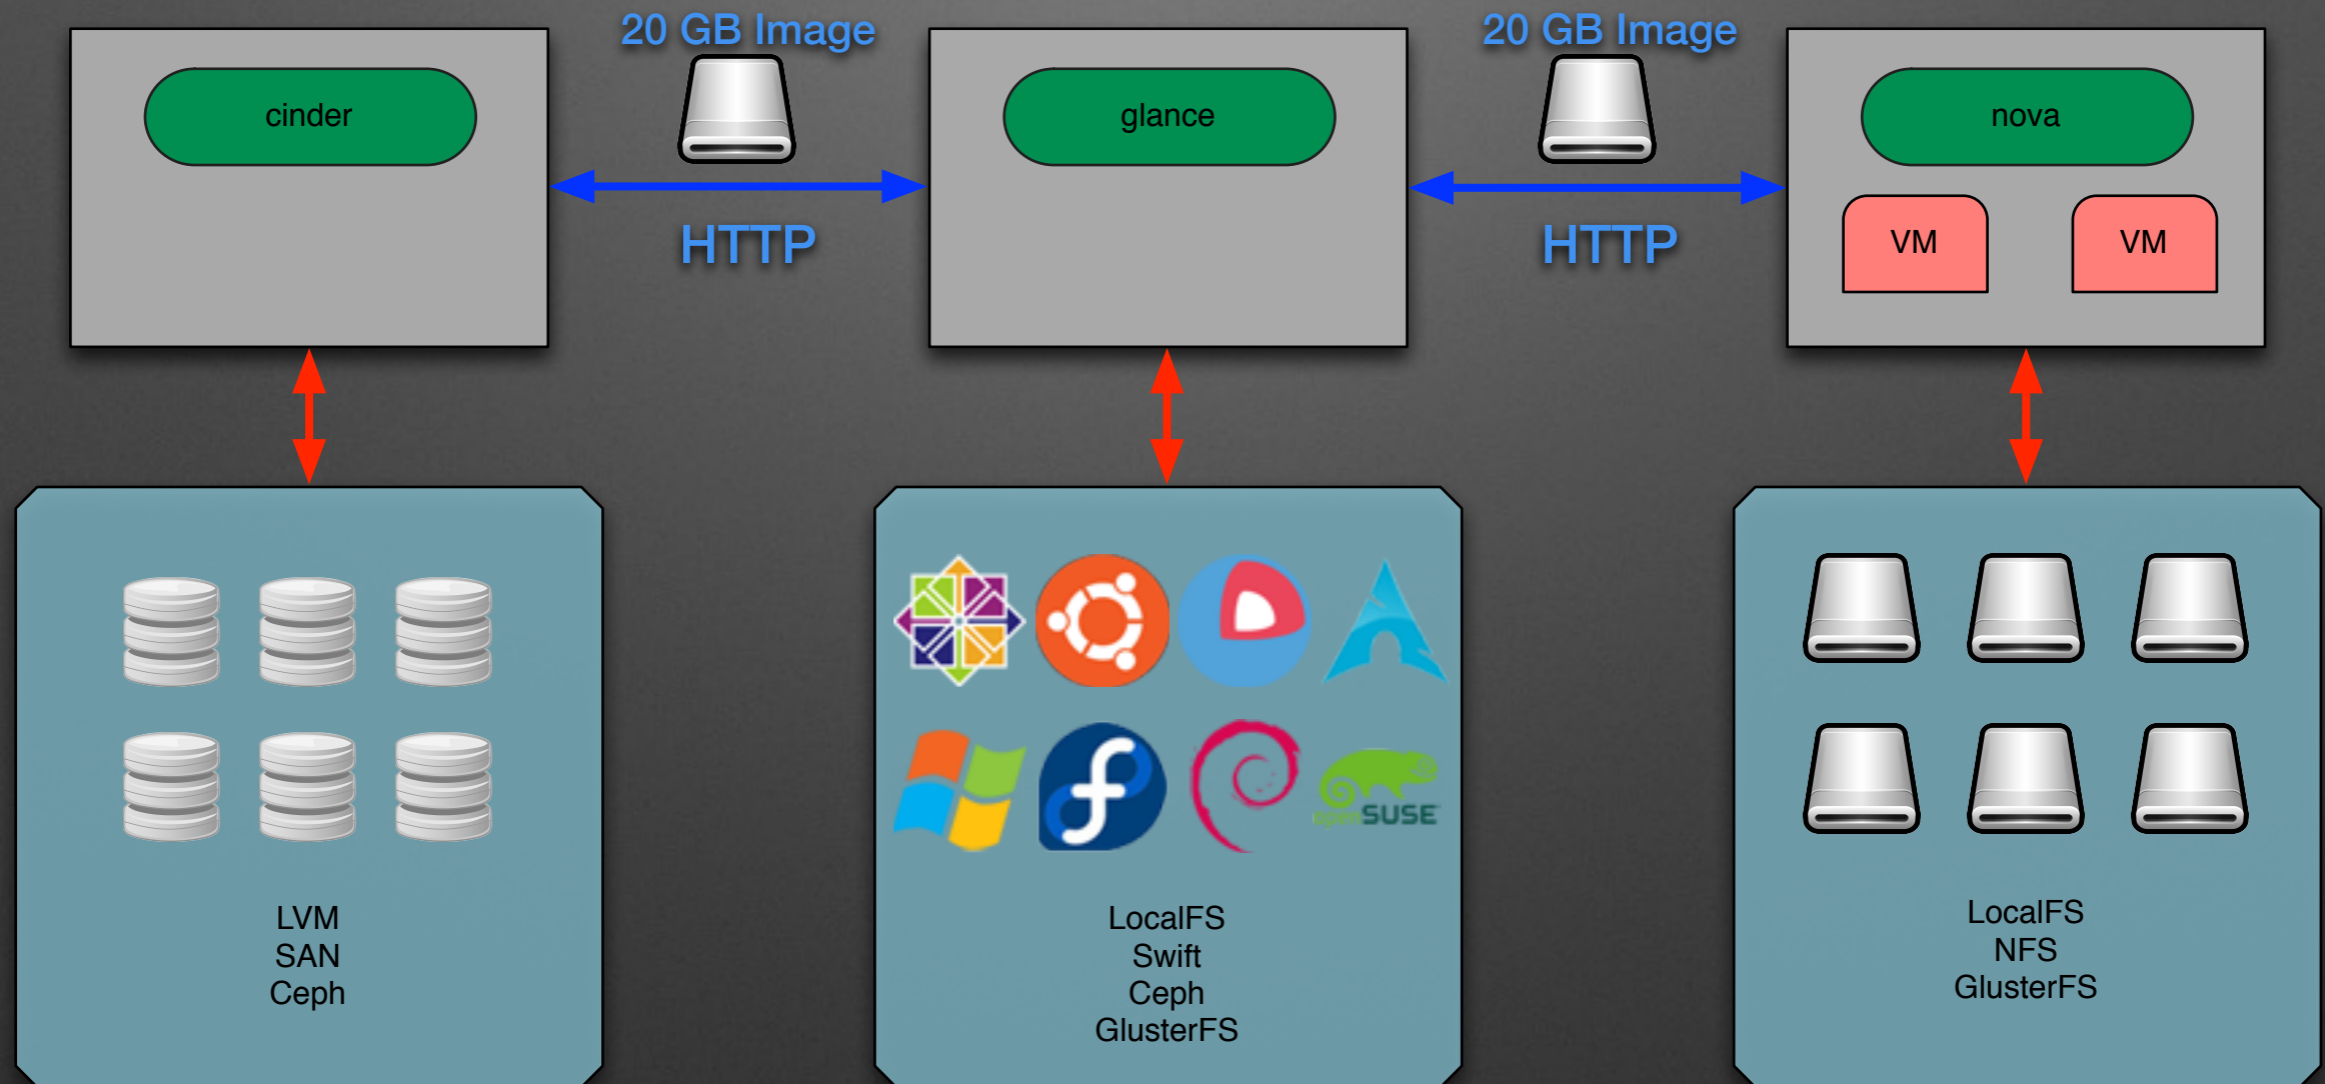 20 GB Image
20 GB Image
cinder
glance
nova
HTTP
HTTP
VM
VM
openSUSE
LVM
SAN
Ceph
LocalFS
Swift
Ceph
GlusterFS
LocalFS
NFS
GlusterFS